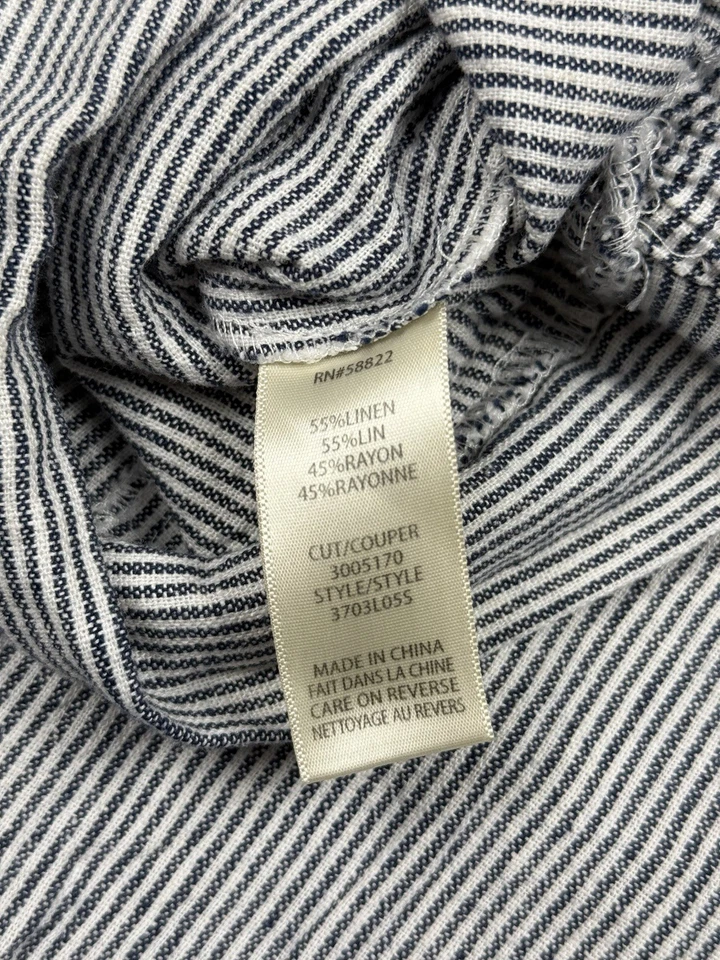 RN#58822
55%LINEN
55%LIN
45%RAYON
45%RAYONNE
CUT/COUPER
3005170
STYLE/STYLE
3703L05S
MADE IN CHINA
FAIT DANS LA CHINE
CARE ON REVERSE
NETTOYAGE AU REVERS